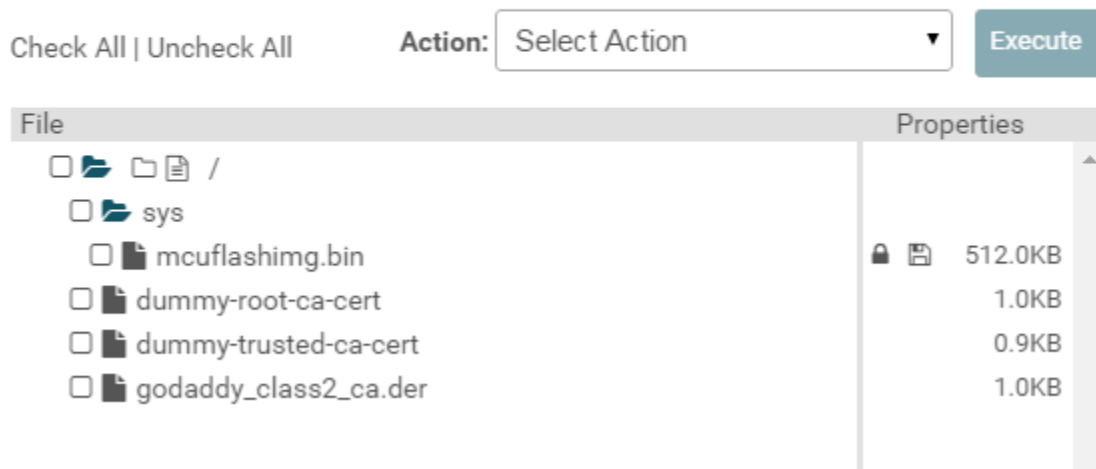 Check All | Uncheck All Action: Select Action Execute
File Properties
/
sys
mcuflashimg.bin 512.0KB
dummy-root-ca-cert 1.0KB
dummy-trusted-ca-cert 0.9KB
godaddy_class2_ca.der 1.0KB